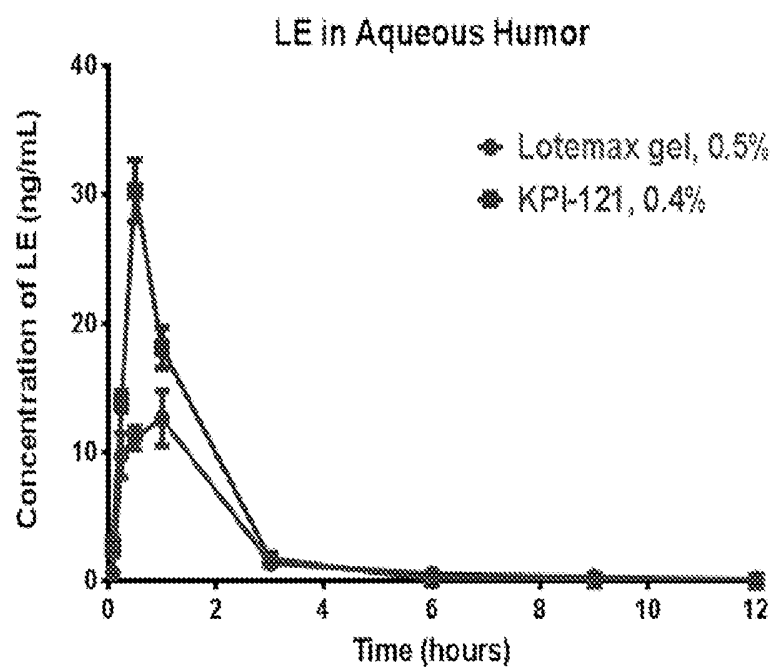 LE in Aqueous Humor
Concentration of LE (ng/mL)
40
30
20
10
0
Lotemax gel, 0.5%
KPI-121, 0.4%
0 2 4 6 8 10 12
Time (hours)